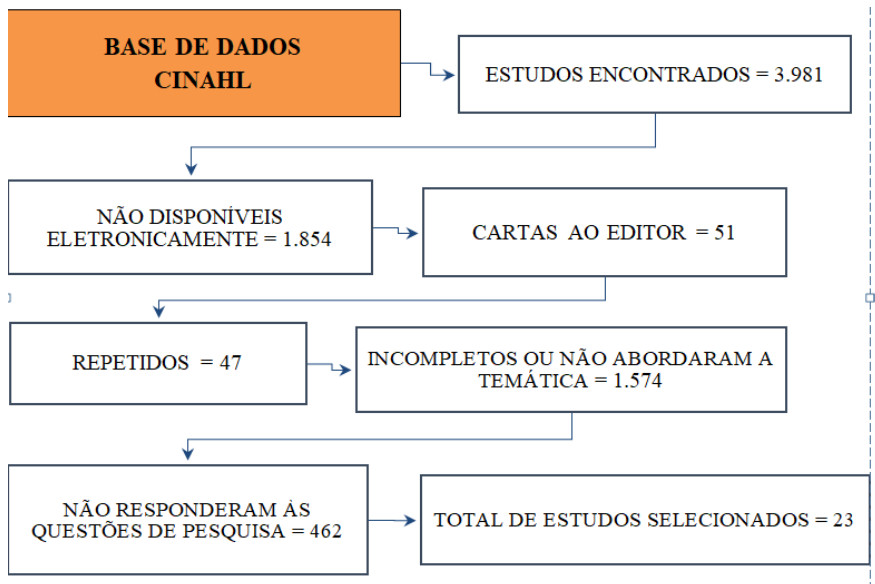 BASE DE DADOS
CINAHL
ESTUDOS ENCONTRADOS = 3.981
NÃO DISPONÍVEIS
ELETRONICAMENTE = 1.854
CARTAS AO EDITOR = 51
REPETIDOS = 47
INCOMPLETOS OU NÃO ABORDARAM A
TEMÁTICA = 1.574
NÃO RESPONDERAM ÀS
QUESTÕES DE PESQUISA = 462
TOTAL DE ESTUDOS SELECIONADOS = 23